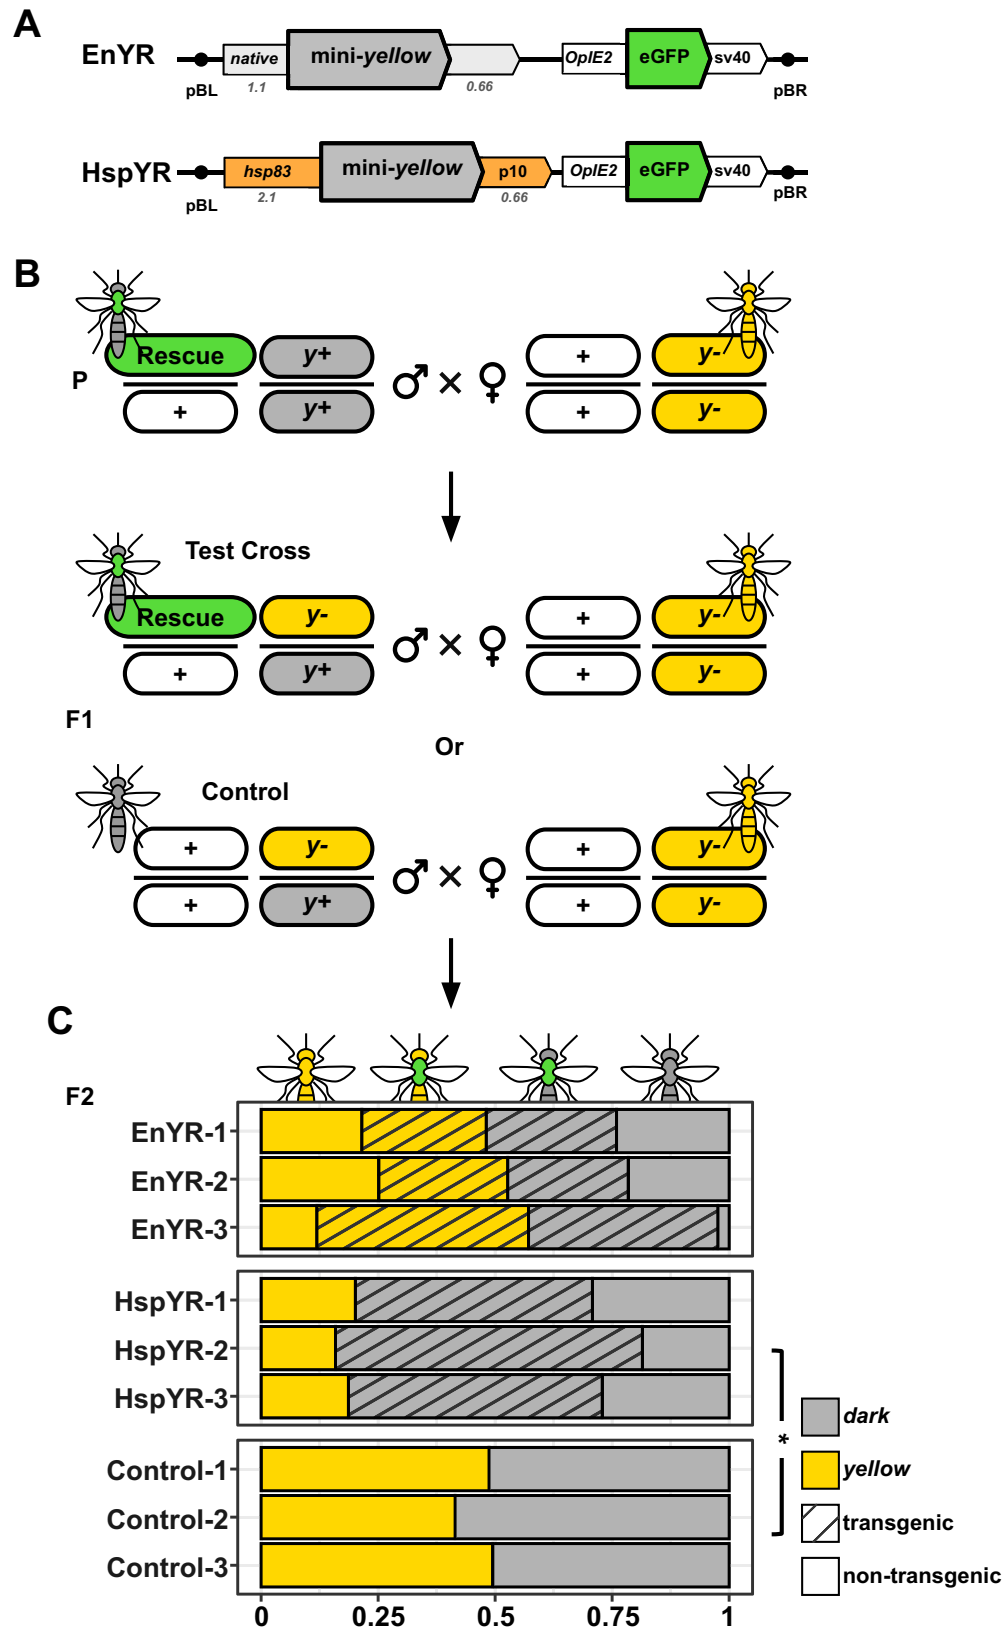 A
EnYR
native
mini-yellow
OpIE2
eGFP
sv40
pBL
1.1
0.66
pBR
HspYR
hsp83
mini-yellow
p10
OpIE2
eGFP
sv40
pBL
2.1
0.66
pBR
B
P
Rescue
y+
+
y-
+
y+
♂ × ♀
+
y-
Test Cross
Rescue
y-
+
y-
+
y+
♂ × ♀
+
y-
F1
Or
Control
+
y-
+
y-
+
y+
♂ × ♀
+
y-
C
F2
EnYR-1
EnYR-2
EnYR-3
HspYR-1
HspYR-2
HspYR-3
Control-1
Control-2
Control-3
*
dark
yellow
transgenic
non-transgenic
0 0.25 0.5 0.75 1